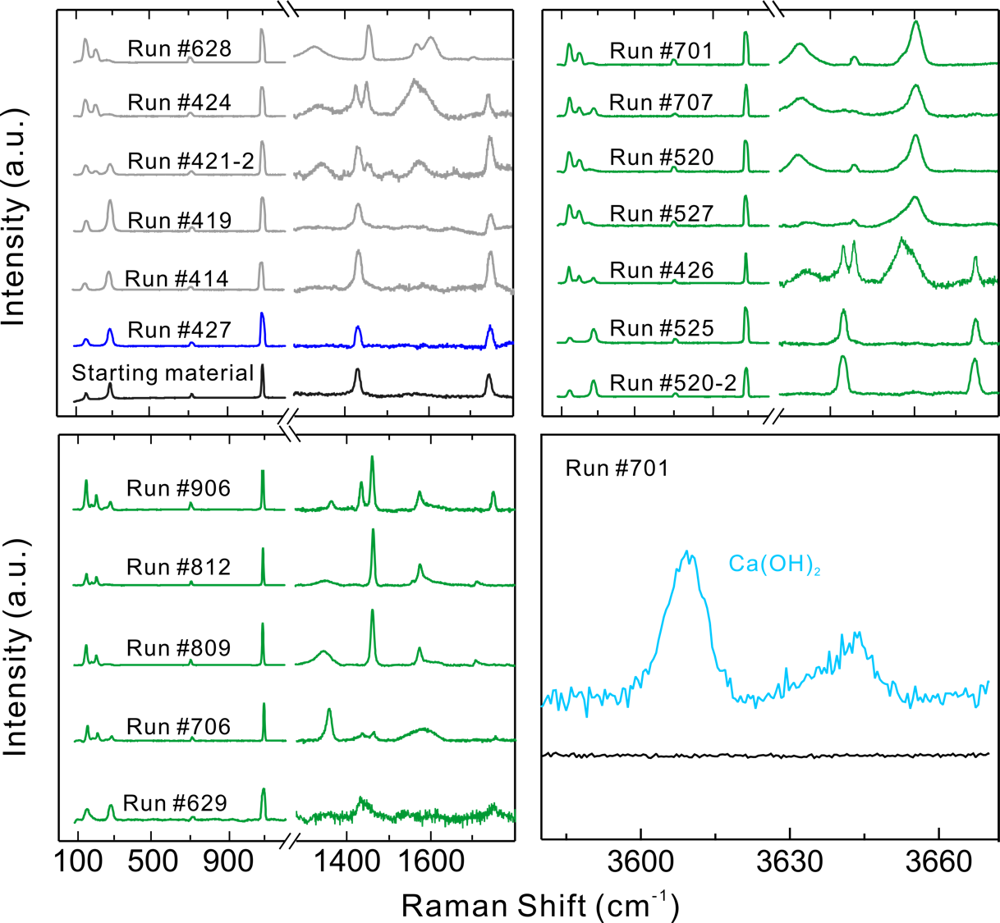 Intensity (a.u.)
Run #628
Run #424
Run #421-2
Run #419
Run #414
Run #427
Starting material
Run #701
Run #707
Run #520
Run #527
Run #426
Run #525
Run #520-2
Intensity (a.u.)
Run #906
Run #812
Run #809
Run #706
Run #629
Run #701
Ca(OH)₂
100 500 900 1400 1600
3600 3630 3660
Raman Shift (cm⁻¹)